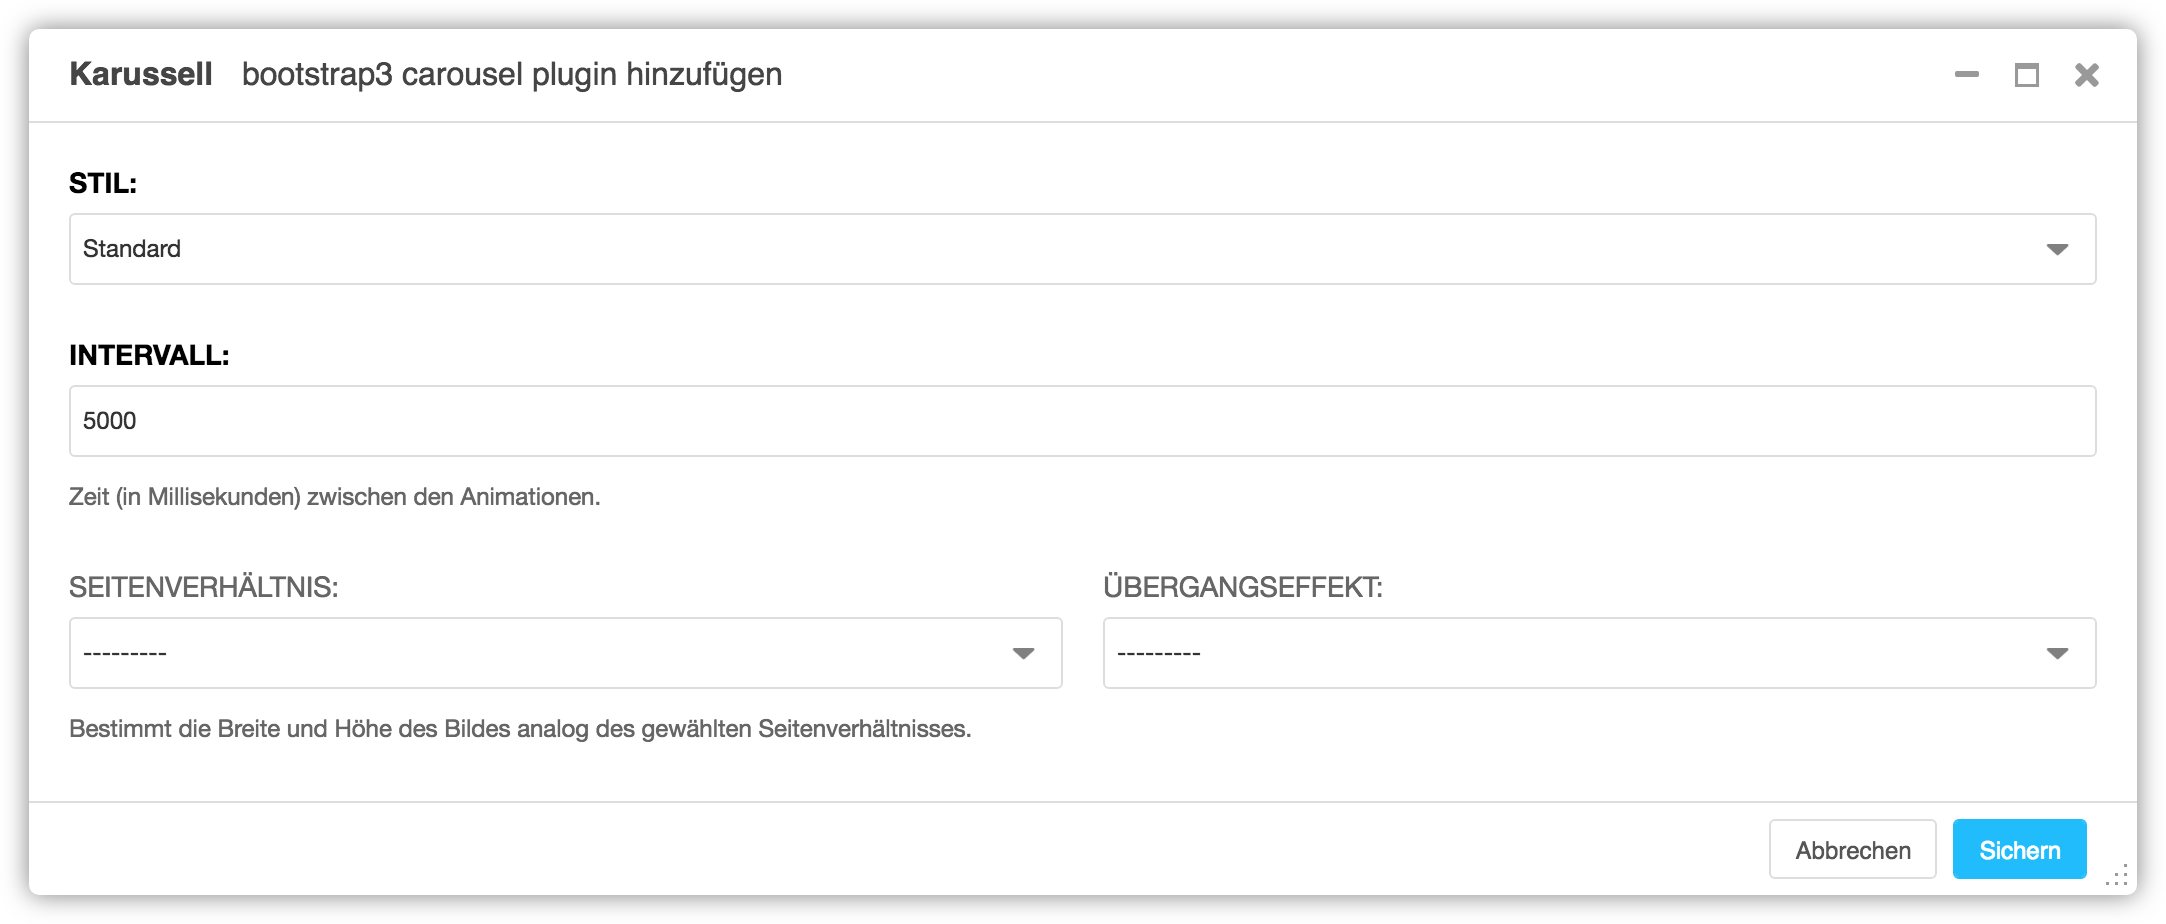 Karussell bootstrap3 carousel plugin hinzufügen
STIL:
Standard
INTERVALL:
5000
Zeit (in Millisekunden) zwischen den Animationen.
SEITENVERHÄLTNIS: ÜBERGANGSEFFEKT:
--------- ---------
Bestimmt die Breite und Höhe des Bildes analog des gewählten Seitenverhältnisses.
Abbrechen Sichern